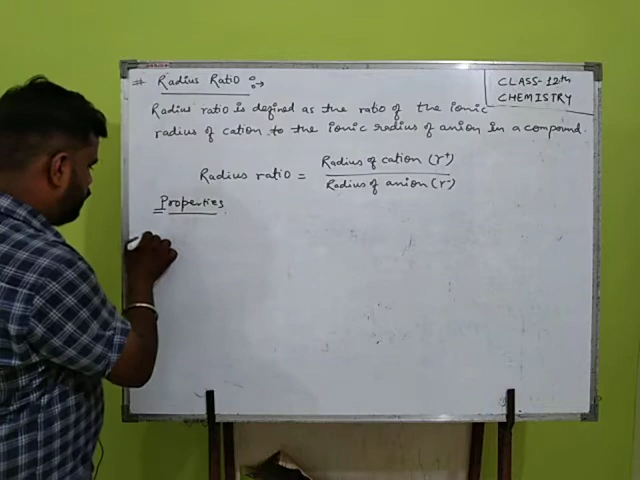 # Radius Ratio :→
CLASS-12th
CHEMISTRY
Radius ratio is defined as the ratio of the ionic
radius of cation to the ionic radius of anion in a compound.
Radius ratio = Radius of cation (r+)
Radius of anion (r-)
Properties